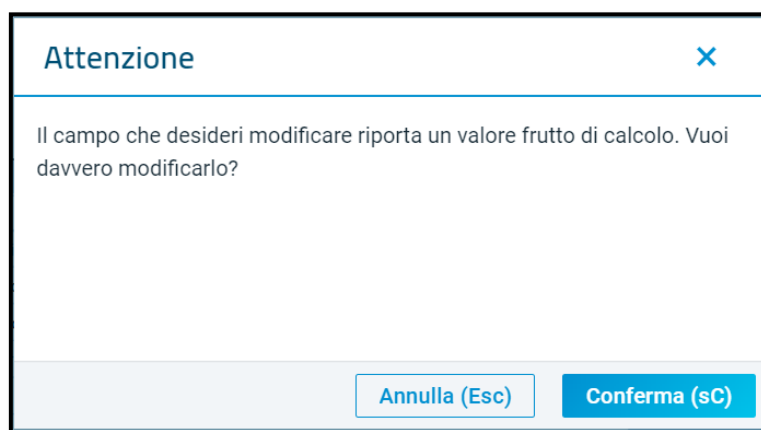 Attenzione
Il campo che desideri modificare riporta un valore frutto di calcolo. Vuoi
davvero modificarlo?
Annulla (Esc) Conferma (sC)